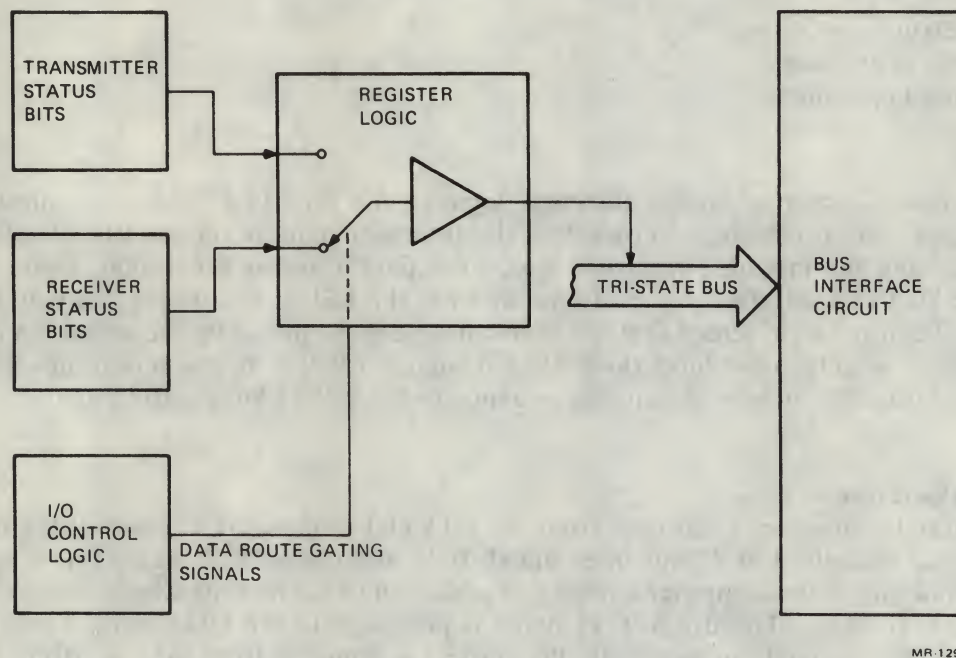 TRANSMITTER
STATUS
BITS
REGISTER
LOGIC
RECEIVER
STATUS
BITS
TRI-STATE BUS
BUS
INTERFACE
CIRCUIT
I/O
CONTROL
LOGIC
DATA ROUTE GATING
SIGNALS